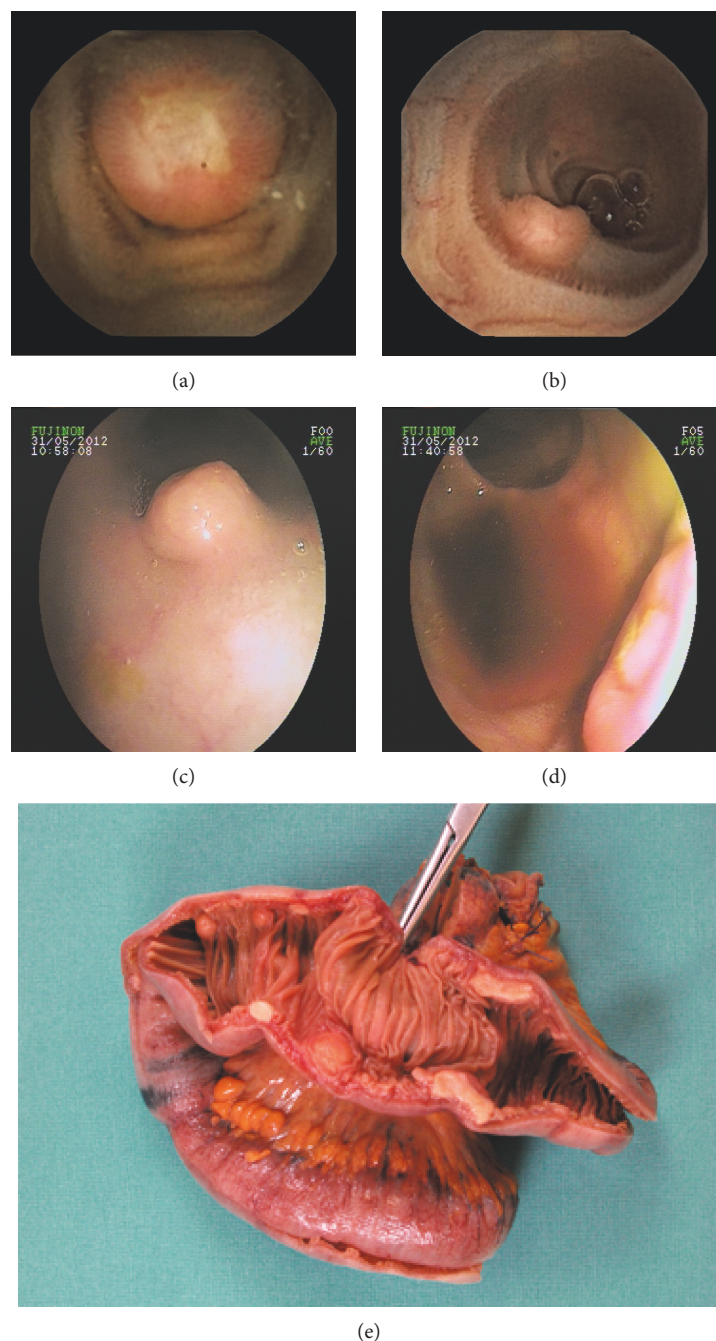 (a)
(b)
FUJINON
31/05/2012
10:58:08
F00
AVE
1/60
(c)
FUJINON
31/05/2012
11:40:58
F05
AVE
1/60
(d)
(e)